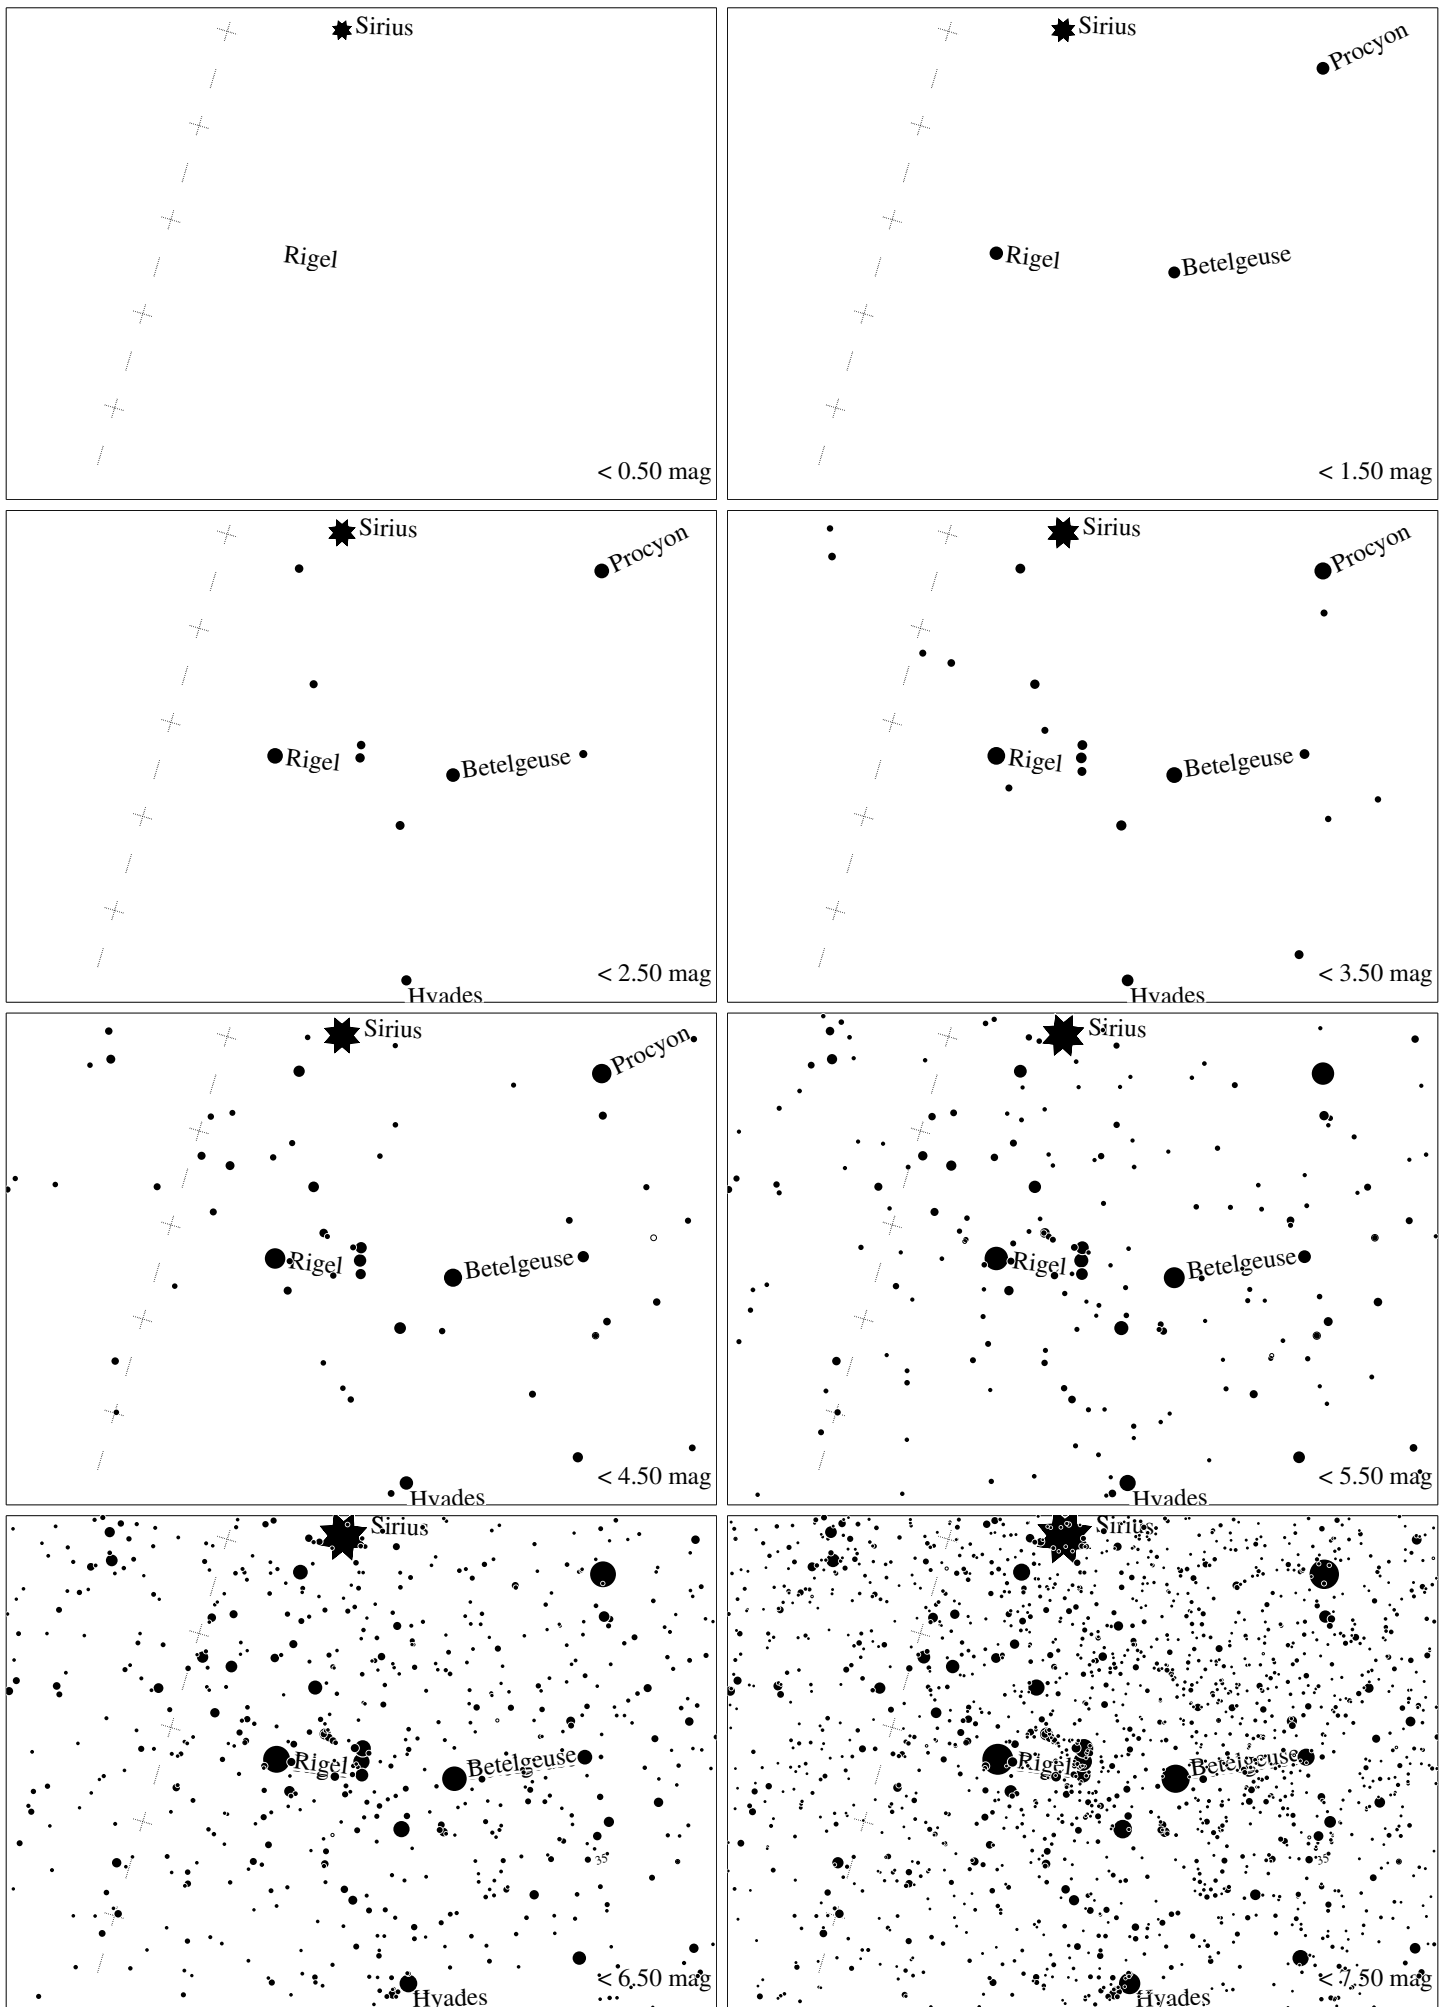 Sirius
Rigel
< 0.50 mag
Sirius
Procyon
Rigel
Betelgeuse
< 1.50 mag
Sirius
Procyon
Rigel
Betelgeuse
< 2.50 mag
Hyades
Sirius
Procyon
Rigel
Betelgeuse
< 3.50 mag
Hyades
Sirius
Procyon
Rigel
Betelgeuse
< 4.50 mag
Hyades
Sirius
Rigel
Betelgeuse
< 5.50 mag
Hyades
Sirius
Rigel
Betelgeuse
35
< 6.50 mag
Hyades
Sirius
Rigel
Betelgeuse
35
< 7.50 mag
Hyades